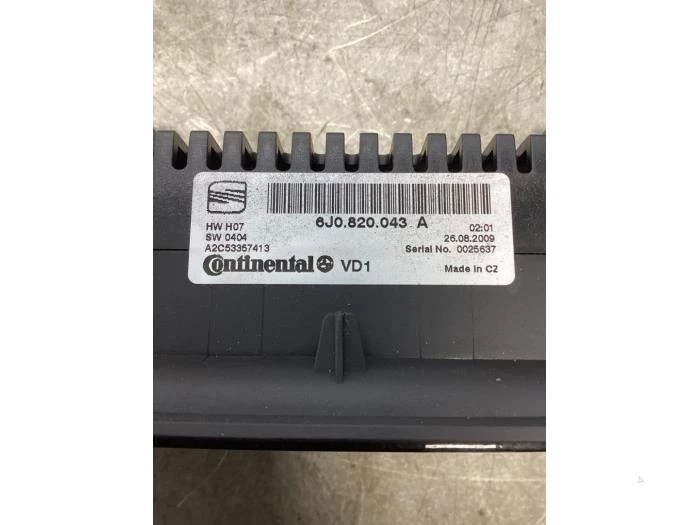 6J0.820.043 A
HW H07
SW 0404
A2C53357413
02:01
26.08.2009
Serial No. 0025637
Continental VD1
Made in CZ